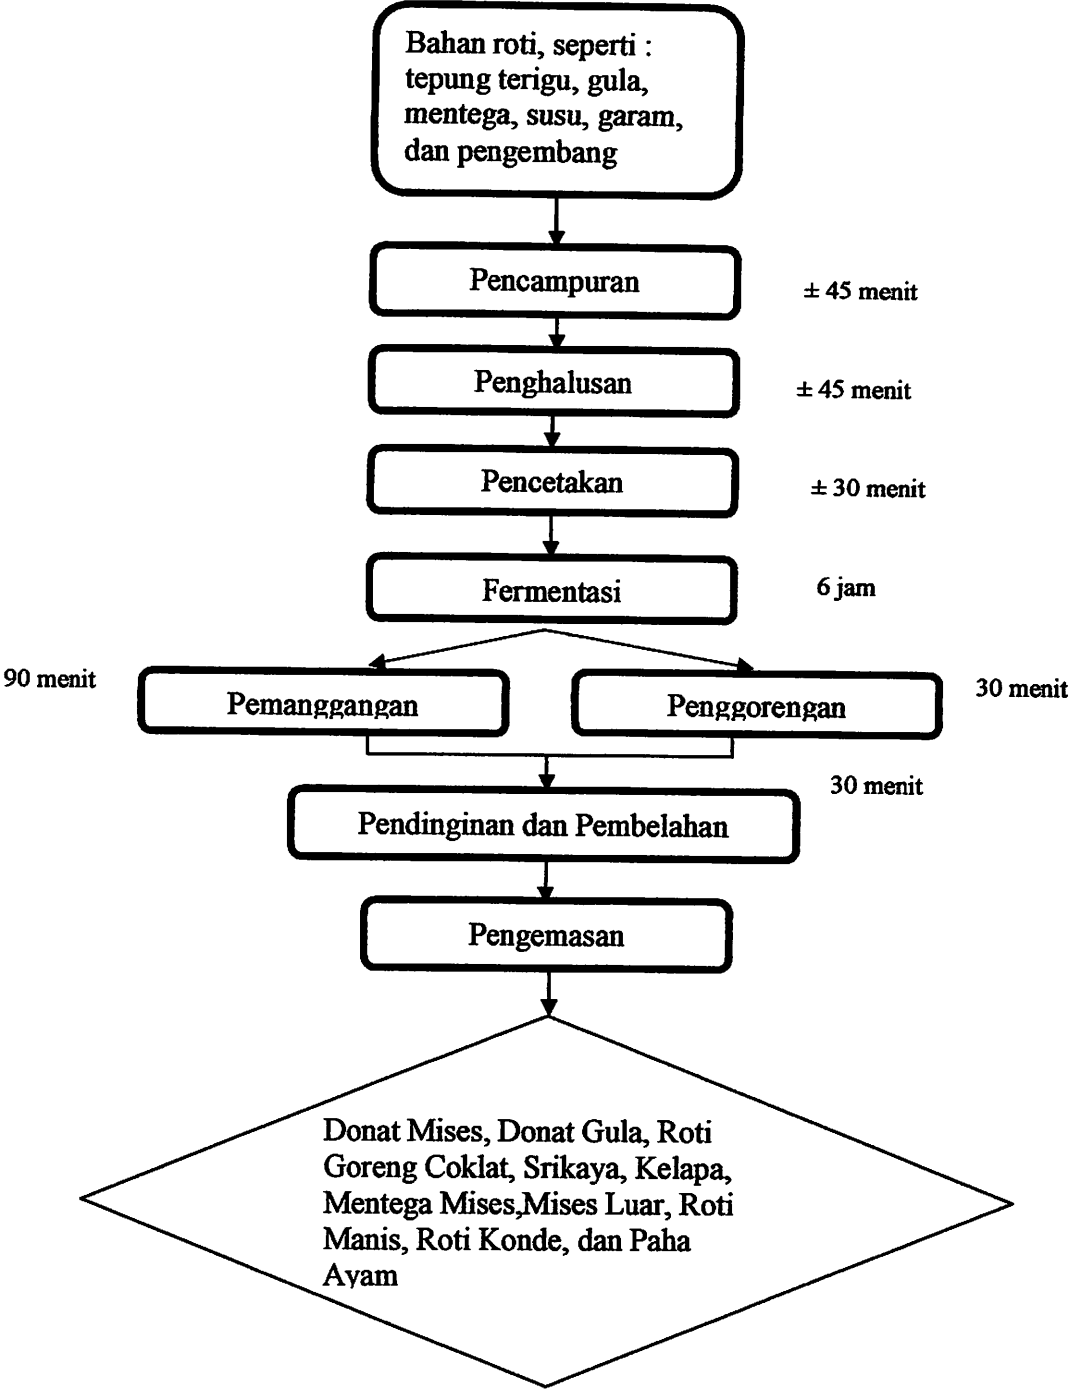 Bahan roti, seperti :
tepung terigu, gula,
mentega, susu, garam,
dan pengembang
Pencampuran
± 45 menit
Penghalusan
± 45 menit
Pencetakan
± 30 menit
Fermentasi
6 jam
90 menit
Pemanggangan
Penggorengan
30 menit
30 menit
Pendinginan dan Pembelahan
Pengemasan
Donat Mises, Donat Gula, Roti
Goreng Coklat, Srikaya, Kelapa,
Mentega Mises,Mises Luar, Roti
Manis, Roti Konde, dan Paha
Ayam